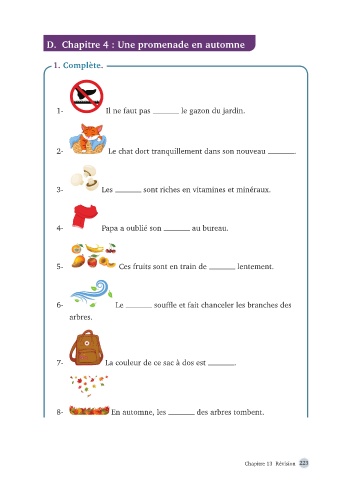 D. Chapitre 4 : Une promenade en automne
1. Complète.
1- Il ne faut pas ______ le gazon du jardin.
2- Le chat dort tranquillement dans son nouveau ______.
3- Les ______ sont riches en vitamines et minéraux.
4- Papa a oublié son ______ au bureau.
5- Ces fruits sont en train de ______ lentement.
6- Le ______ souffle et fait chanceler les branches des
arbres.
7- La couleur de ce sac à dos est ______.
8- En automne, les ______ des arbres tombent.
Chapitre 13 Révision 223